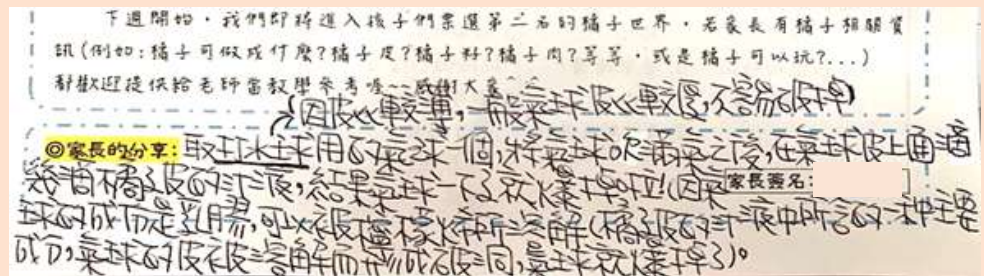 下週開始，我們即將進入孩子們票選第二名的橘子世界，若家長有橘子相關資
訊(例如:橘子可做成什麼?橘子皮?橘子籽?橘子肉?等等，或是橘子可以玩?...)
都歡迎提供給老師當教學參考喔~~感謝大家^^
(因皮比較薄，一般氣球皮比較厚，不容易破掉)
◎家長的分享:取打水球用的氣球一個，將氣球吹滿氣之後，在氣球皮上滴
幾滴橘子皮的汁液，結果氣球一下子就爆掉啦!(因氣
家長簽名:
球的成分是乳膠，可以被檸檬烯所溶解(橘子皮的汁液中所含的一種主要
成分)，氣球的皮被溶解而形成破洞，氣球就爆掉了)。